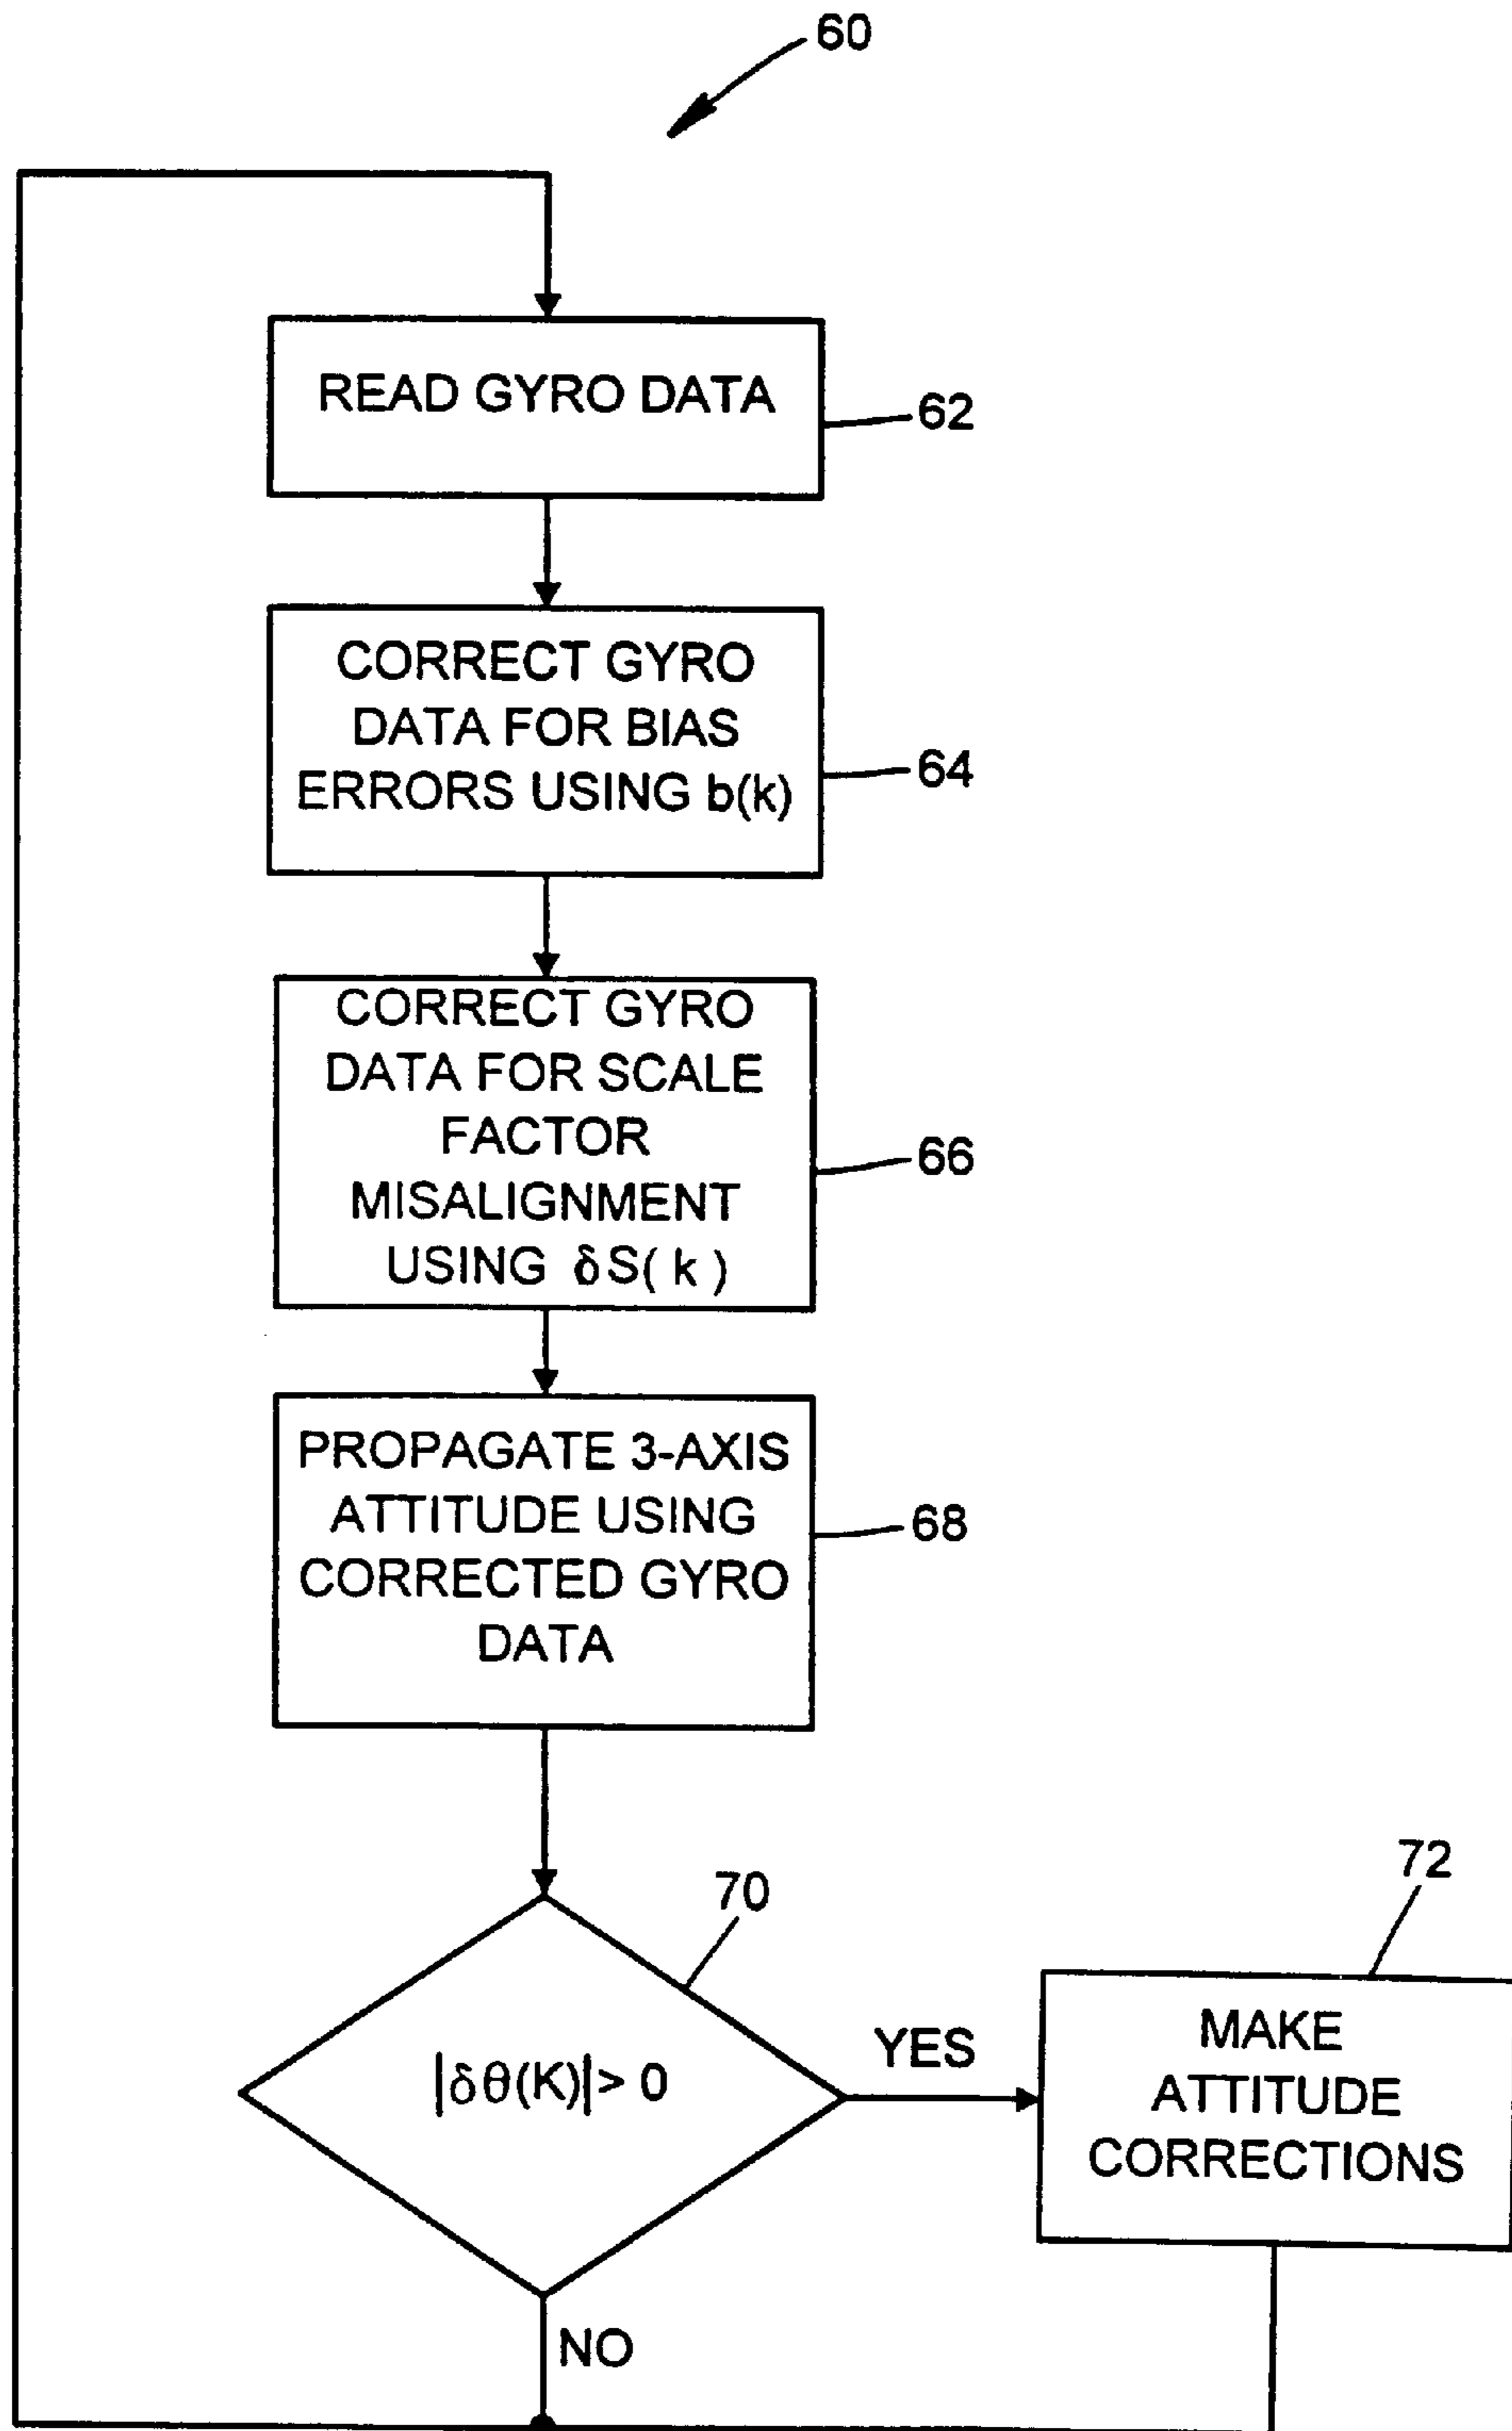 60
READ GYRO DATA
62
CORRECT GYRO
DATA FOR BIAS
ERRORS USING b(k)
64
CORRECT GYRO
DATA FOR SCALE
FACTOR
MISALIGNMENT
USING δS( k )
66
PROPAGATE 3-AXIS
ATTITUDE USING
CORRECTED GYRO
DATA
68
70
|δθ(K)|> 0
YES
72
MAKE
ATTITUDE
CORRECTIONS
NO